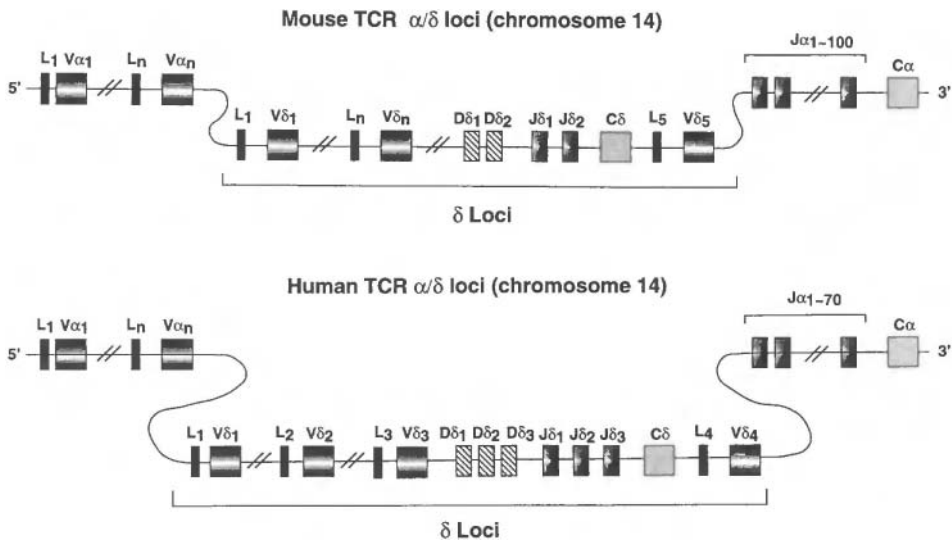 Mouse TCR α/δ loci (chromosome 14)
Jα1~100
L1 Vα1 Ln Vαn Cα
5' 3'
L1 Vδ1 Ln Vδn Dδ1 Dδ2 Jδ1 Jδ2 Cδ L5 Vδ5
δ Loci
Human TCR α/δ loci (chromosome 14)
Jα1~70
L1 Vα1 Ln Vαn Cα
5' 3'
L1 Vδ1 L2 Vδ2 L3 Vδ3 Dδ1 Dδ2 Dδ3 Jδ1 Jδ2 Jδ3 Cδ L4 Vδ4
δ Loci